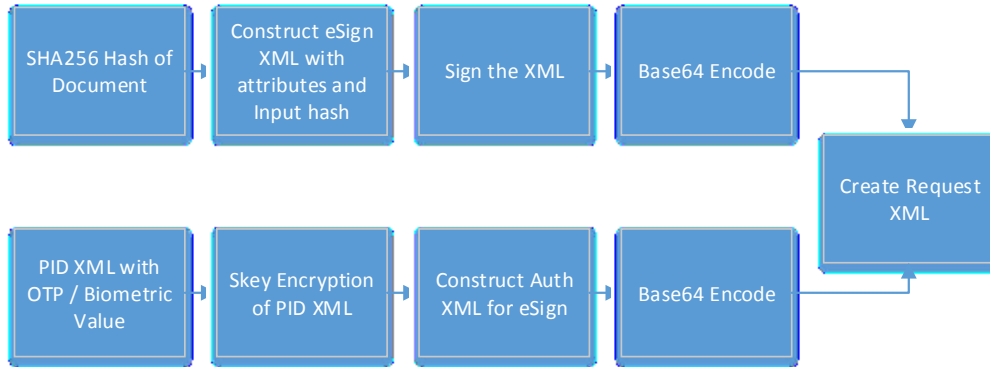 SHA256 Hash of
Document
Construct eSign
XML with
attributes and
Input hash
Sign the XML
Base64 Encode
Create Request
XML
PID XML with
OTP / Biometric
Value
Skey Encryption
of PID XML
Construct Auth
XML for eSign
Base64 Encode